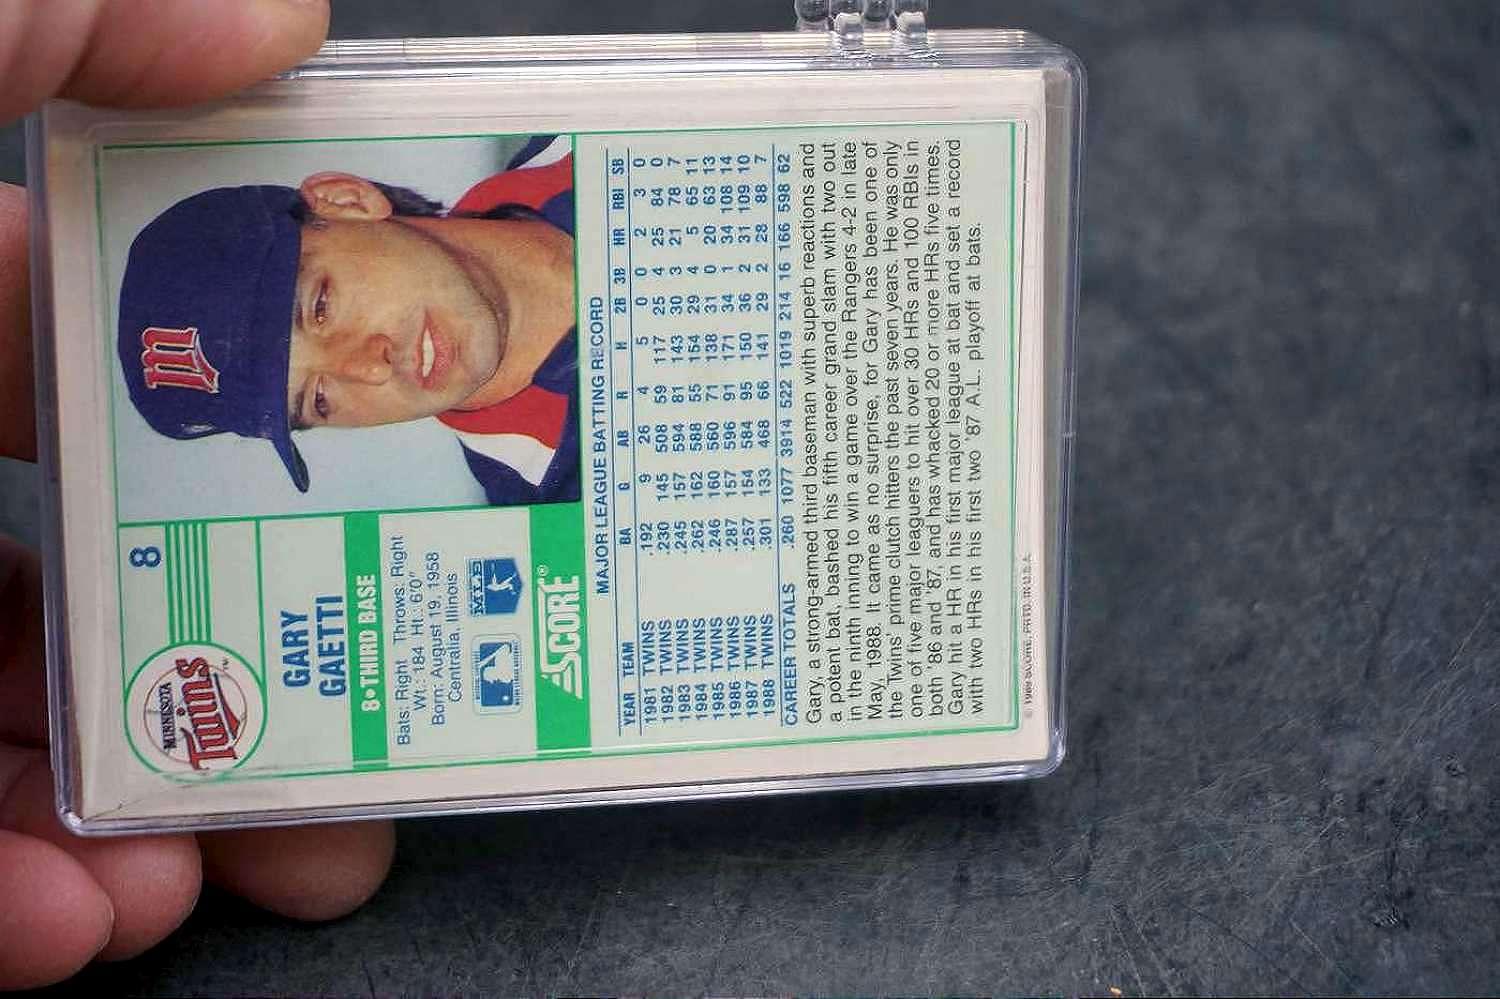 8
MINNESOTA
Twins
TM
GARY
GAETTI
8•THIRD BASE
Bats: Right Throws: Right
Wt.: 184 Ht.: 6'0"
Born: August 19, 1958
Centralia, Illinois
MLB
SCORE®
MAJOR LEAGUE BATTING RECORD
YEAR TEAM BA G AB R H 2B 3B HR RBI SB
1981 TWINS .192 9 26 4 5 0 0 2 3 0
1982 TWINS .230 145 508 59 117 25 4 25 84 0
1983 TWINS .245 157 594 81 143 30 3 21 78 7
1984 TWINS .262 162 588 55 154 29 4 5 65 11
1985 TWINS .246 160 560 71 138 31 0 20 63 13
1986 TWINS .287 157 596 91 171 34 1 34 108 14
1987 TWINS .257 154 584 95 150 36 2 31 109 10
1988 TWINS .301 133 468 66 141 29 2 28 88 7
CAREER TOTALS .260 1077 3914 522 1019 214 16 166 598 62
Gary, a strong-armed third baseman with superb reactions and
a potent bat, bashed his fifth career grand slam with two out
in the ninth inning to win a game over the Rangers 4-2 in late
May, 1988. It came as no surprise, for Gary has been one of
the Twins' prime clutch hitters the past seven years. He was only
one of five major leaguers to hit over 30 HRs and 100 RBIs in
both '86 and '87, and has whacked 20 or more HRs five times.
Gary hit a HR in his first major league at bat and set a record
with two HRs in his first two '87 A.L. playoff at bats.
© 1989 SCORE, PRTD. IN U.S.A.
M